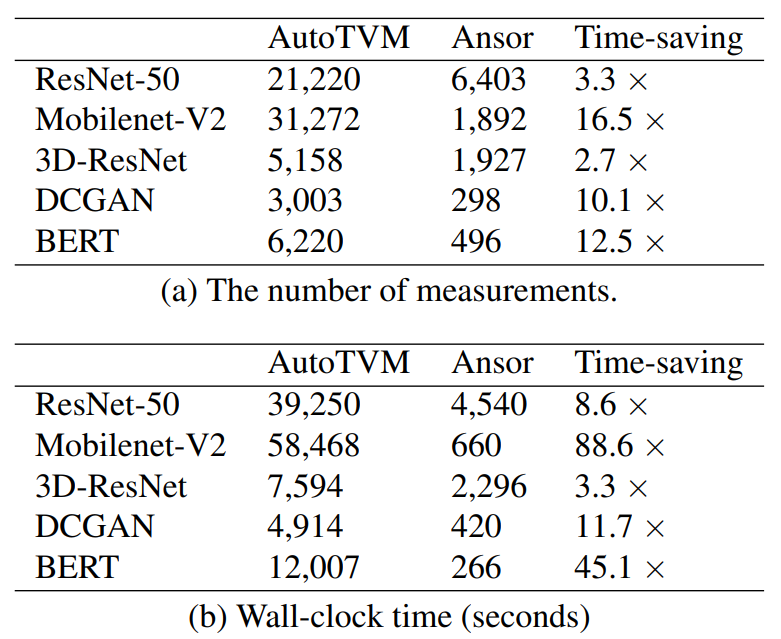 AutoTVM Ansor Time-saving
ResNet-50 21,220 6,403 3.3 ×
Mobilenet-V2 31,272 1,892 16.5 ×
3D-ResNet 5,158 1,927 2.7 ×
DCGAN 3,003 298 10.1 ×
BERT 6,220 496 12.5 ×
(a) The number of measurements.
AutoTVM Ansor Time-saving
ResNet-50 39,250 4,540 8.6 ×
Mobilenet-V2 58,468 660 88.6 ×
3D-ResNet 7,594 2,296 3.3 ×
DCGAN 4,914 420 11.7 ×
BERT 12,007 266 45.1 ×
(b) Wall-clock time (seconds)